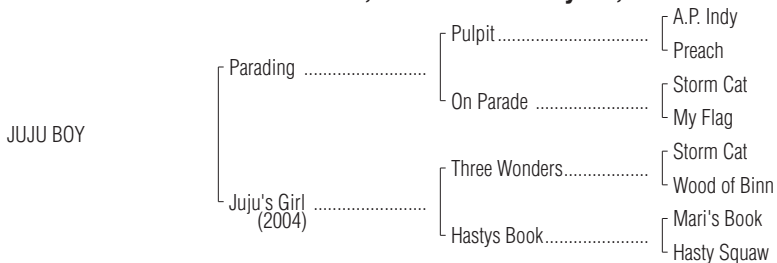 A.P. Indy
Pulpit
Preach
Parading
Storm Cat
On Parade
My Flag
JUJU BOY
Storm Cat
Three Wonders
Wood of Binn
Juju's Girl
(2004)
Mari's Book
Hastys Book
Hasty Squaw